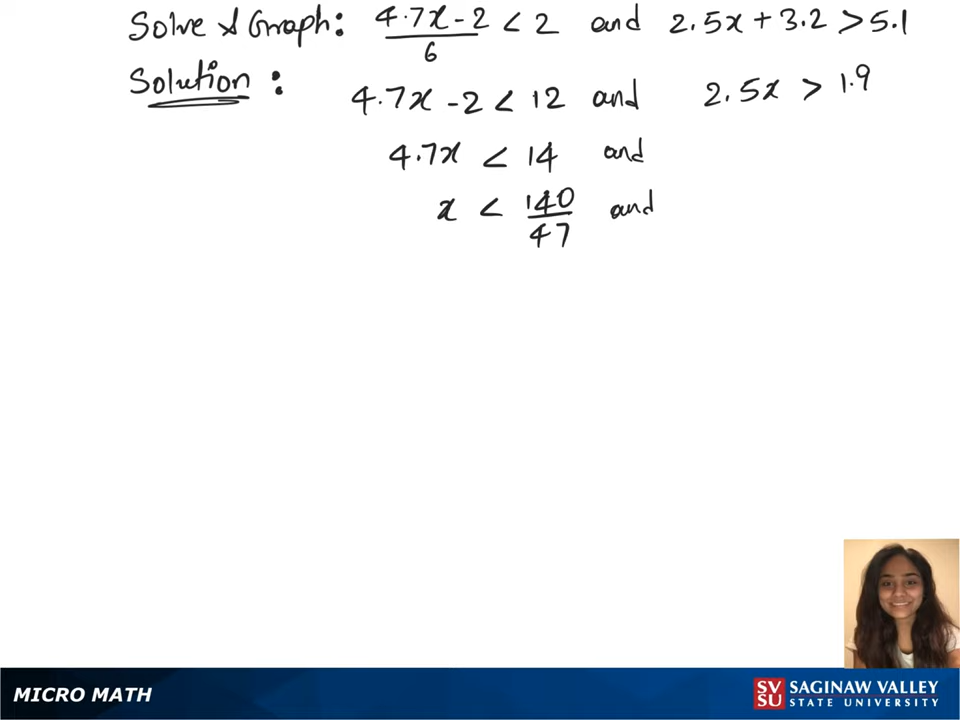 Solve & Graph: (4.7x - 2)/6 < 2 and 2.5x + 3.2 > 5.1
Solution : 4.7x - 2 < 12 and 2.5x > 1.9
4.7x < 14 and
x < 140/47 and
MICRO MATH
SVSU SAGINAW VALLEY
STATE UNIVERSITY